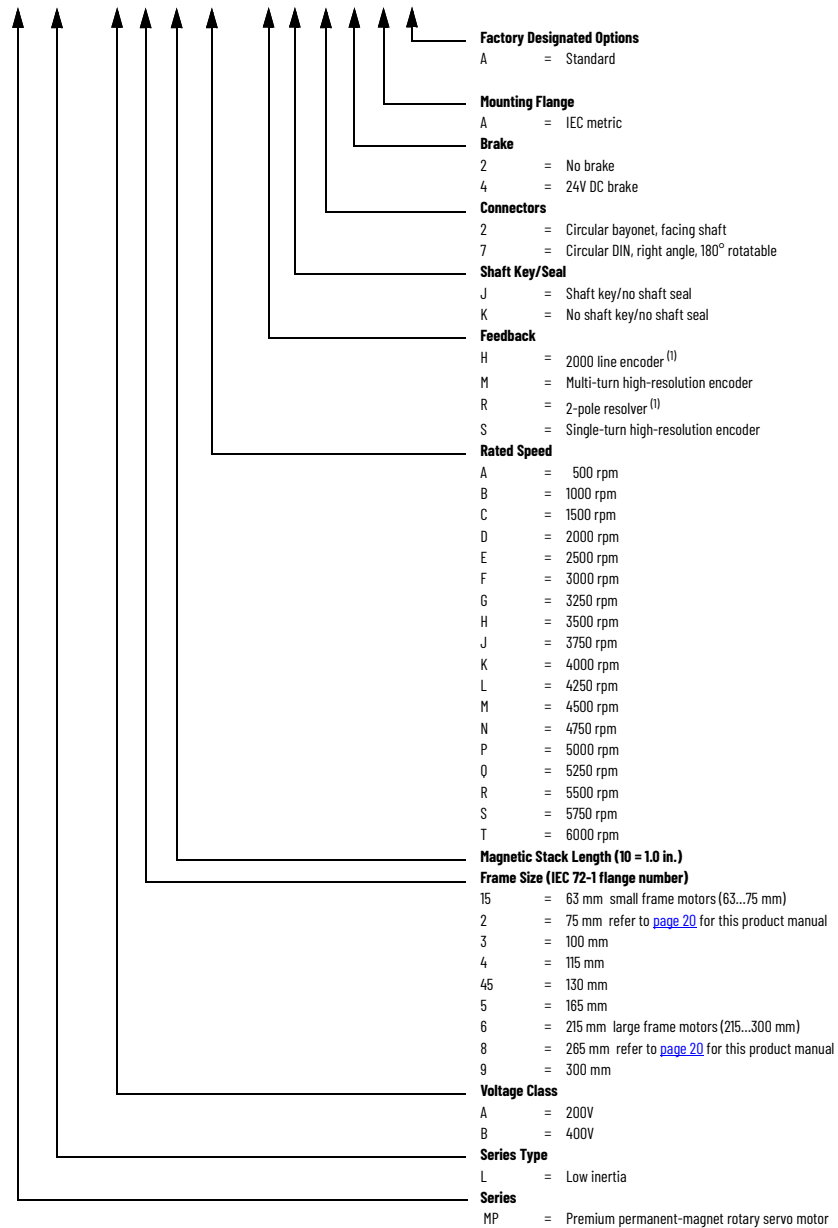 Factory Designated Options
A = Standard
Mounting Flange
A = IEC metric
Brake
2 = No brake
4 = 24V DC brake
Connectors
2 = Circular bayonet, facing shaft
7 = Circular DIN, right angle, 180° rotatable
Shaft Key/Seal
J = Shaft key/no shaft seal
K = No shaft key/no shaft seal
Feedback
H = 2000 line encoder (1)
M = Multi-turn high-resolution encoder
R = 2-pole resolver (1)
S = Single-turn high-resolution encoder
Rated Speed
A = 500 rpm
B = 1000 rpm
C = 1500 rpm
D = 2000 rpm
E = 2500 rpm
F = 3000 rpm
G = 3250 rpm
H = 3500 rpm
J = 3750 rpm
K = 4000 rpm
L = 4250 rpm
M = 4500 rpm
N = 4750 rpm
P = 5000 rpm
Q = 5250 rpm
R = 5500 rpm
S = 5750 rpm
T = 6000 rpm
Magnetic Stack Length (10 = 1.0 in.)
Frame Size (IEC 72-1 flange number)
15 = 63 mm small frame motors (63...75 mm)
2 = 75 mm refer to page 20 for this product manual
3 = 100 mm
4 = 115 mm
45 = 130 mm
5 = 165 mm
6 = 215 mm large frame motors (215...300 mm)
8 = 265 mm refer to page 20 for this product manual
9 = 300 mm
Voltage Class
A = 200V
B = 400V
Series Type
L = Low inertia
Series
MP = Premium permanent-magnet rotary servo motor